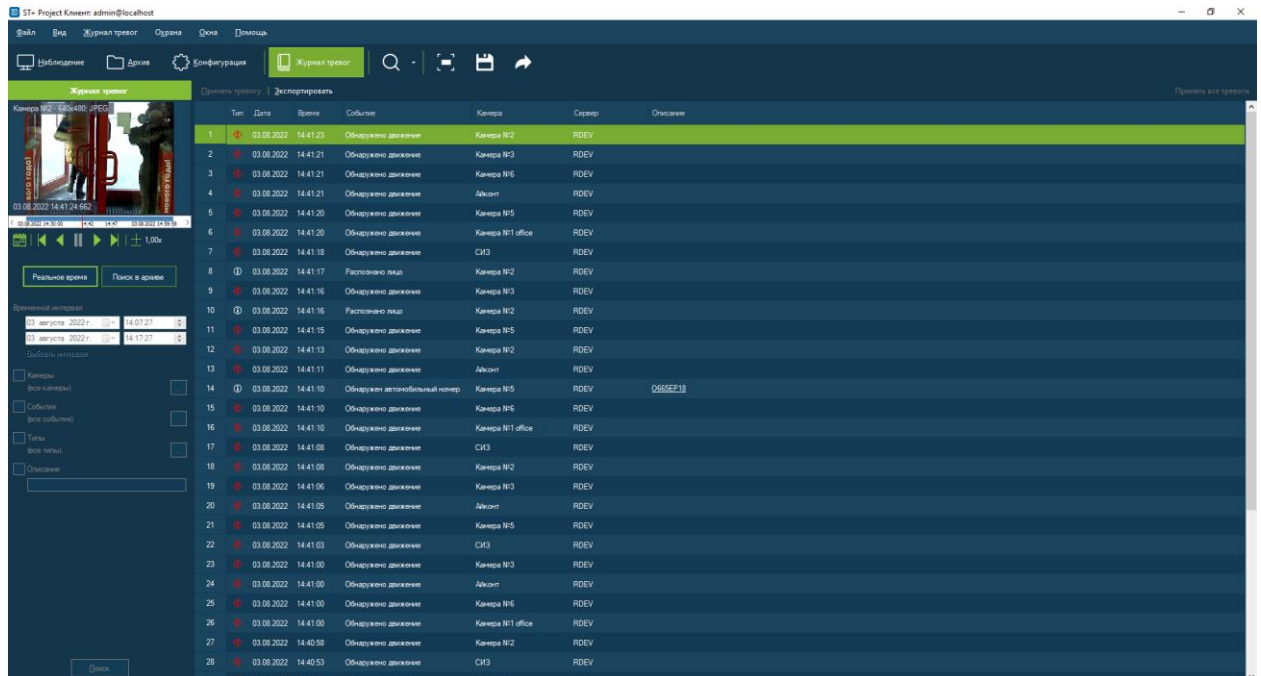 ST+ Project Клиент: admin@localhost
Файл Вид Журнал тревог Охрана Окна Помощь
Наблюдение Архив Конфигурация Журнал тревог
Журнал тревог Принять тревогу Экспортировать Принять все тревоги
Камера №2 - 640x480; JPEG
03.08.2022 14:41:24.662
03.08.2022 14:30:00 14:42 14:47 03.08.2022 14:59:59
1,00x
Реальное время Поиск в архиве
Временной интервал
03 августа 2022 г. 14:07:27
03 августа 2022 г. 14:17:27
Выбрать интервал
Камеры
(все камеры)
События
(все события)
Типы
(все типы)
Описание
Поиск
Тип Дата Время Событие Камера Сервер Описание
1 03.08.2022 14:41:23 Обнаружено движение Камера №2 RDEV
2 03.08.2022 14:41:21 Обнаружено движение Камера №3 RDEV
3 03.08.2022 14:41:21 Обнаружено движение Камера №6 RDEV
4 03.08.2022 14:41:21 Обнаружено движение Айконт RDEV
5 03.08.2022 14:41:20 Обнаружено движение Камера №5 RDEV
6 03.08.2022 14:41:20 Обнаружено движение Камера №1 office RDEV
7 03.08.2022 14:41:18 Обнаружено движение СИЗ RDEV
8 03.08.2022 14:41:17 Распознано лицо Камера №2 RDEV
9 03.08.2022 14:41:16 Обнаружено движение Камера №3 RDEV
10 03.08.2022 14:41:16 Распознано лицо Камера №2 RDEV
11 03.08.2022 14:41:15 Обнаружено движение Камера №5 RDEV
12 03.08.2022 14:41:13 Обнаружено движение Камера №2 RDEV
13 03.08.2022 14:41:11 Обнаружено движение Айконт RDEV
14 03.08.2022 14:41:10 Обнаружен автомобильный номер Камера №5 RDEV O665EP18
15 03.08.2022 14:41:10 Обнаружено движение Камера №6 RDEV
16 03.08.2022 14:41:10 Обнаружено движение Камера №1 office RDEV
17 03.08.2022 14:41:08 Обнаружено движение СИЗ RDEV
18 03.08.2022 14:41:08 Обнаружено движение Камера №2 RDEV
19 03.08.2022 14:41:06 Обнаружено движение Камера №3 RDEV
20 03.08.2022 14:41:05 Обнаружено движение Айконт RDEV
21 03.08.2022 14:41:05 Обнаружено движение Камера №5 RDEV
22 03.08.2022 14:41:03 Обнаружено движение СИЗ RDEV
23 03.08.2022 14:41:00 Обнаружено движение Камера №3 RDEV
24 03.08.2022 14:41:00 Обнаружено движение Айконт RDEV
25 03.08.2022 14:41:00 Обнаружено движение Камера №6 RDEV
26 03.08.2022 14:41:00 Обнаружено движение Камера №1 office RDEV
27 03.08.2022 14:40:58 Обнаружено движение Камера №2 RDEV
28 03.08.2022 14:40:53 Обнаружено движение СИЗ RDEV